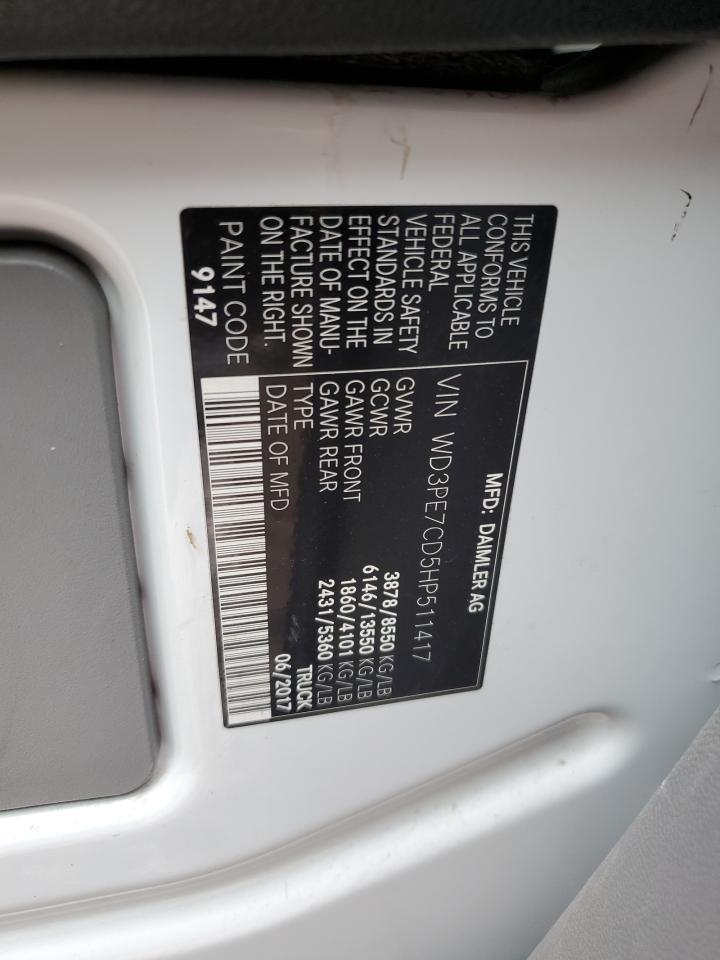 THIS VEHICLE
CONFORMS TO
ALL APPLICABLE
FEDERAL
VEHICLE SAFETY
STANDARDS IN
EFFECT ON THE
DATE OF MANU-
FACTURE SHOWN
ON THE RIGHT.
PAINT CODE
9147
MFD: DAIMLER AG
VIN WD3PE7CD5HP511417
GVWR 3878/8550 KG/LB
GCWR 6146/13550 KG/LB
GAWR FRONT 1860/4101 KG/LB
GAWR REAR 2431/5360 KG/LB
TYPE TRUCK
DATE OF MFD 06/2017